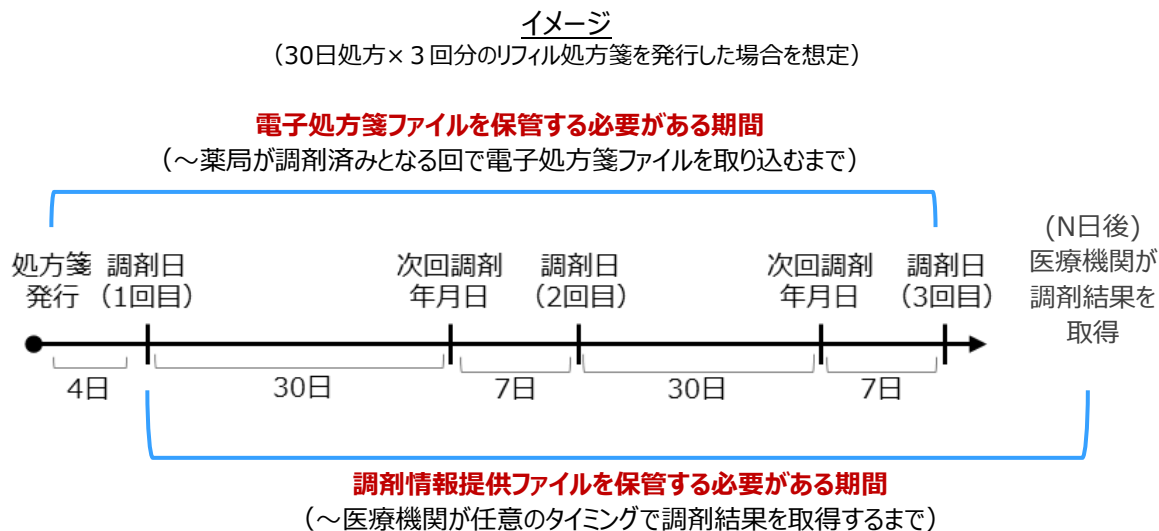 イメージ
（30日処方×３回分のリフィル処方箋を発行した場合を想定）
電子処方箋ファイルを保管する必要がある期間
（～薬局が調剤済みとなる回で電子処方箋ファイルを取り込むまで）
処方箋
発行
調剤日
（1回目）
次回調剤
年月日
調剤日
（2回目）
次回調剤
年月日
調剤日
（3回目）
(N日後)
医療機関が
調剤結果を
取得
4日
30日
7日
30日
7日
調剤情報提供ファイルを保管する必要がある期間
（～医療機関が任意のタイミングで調剤結果を取得するまで）